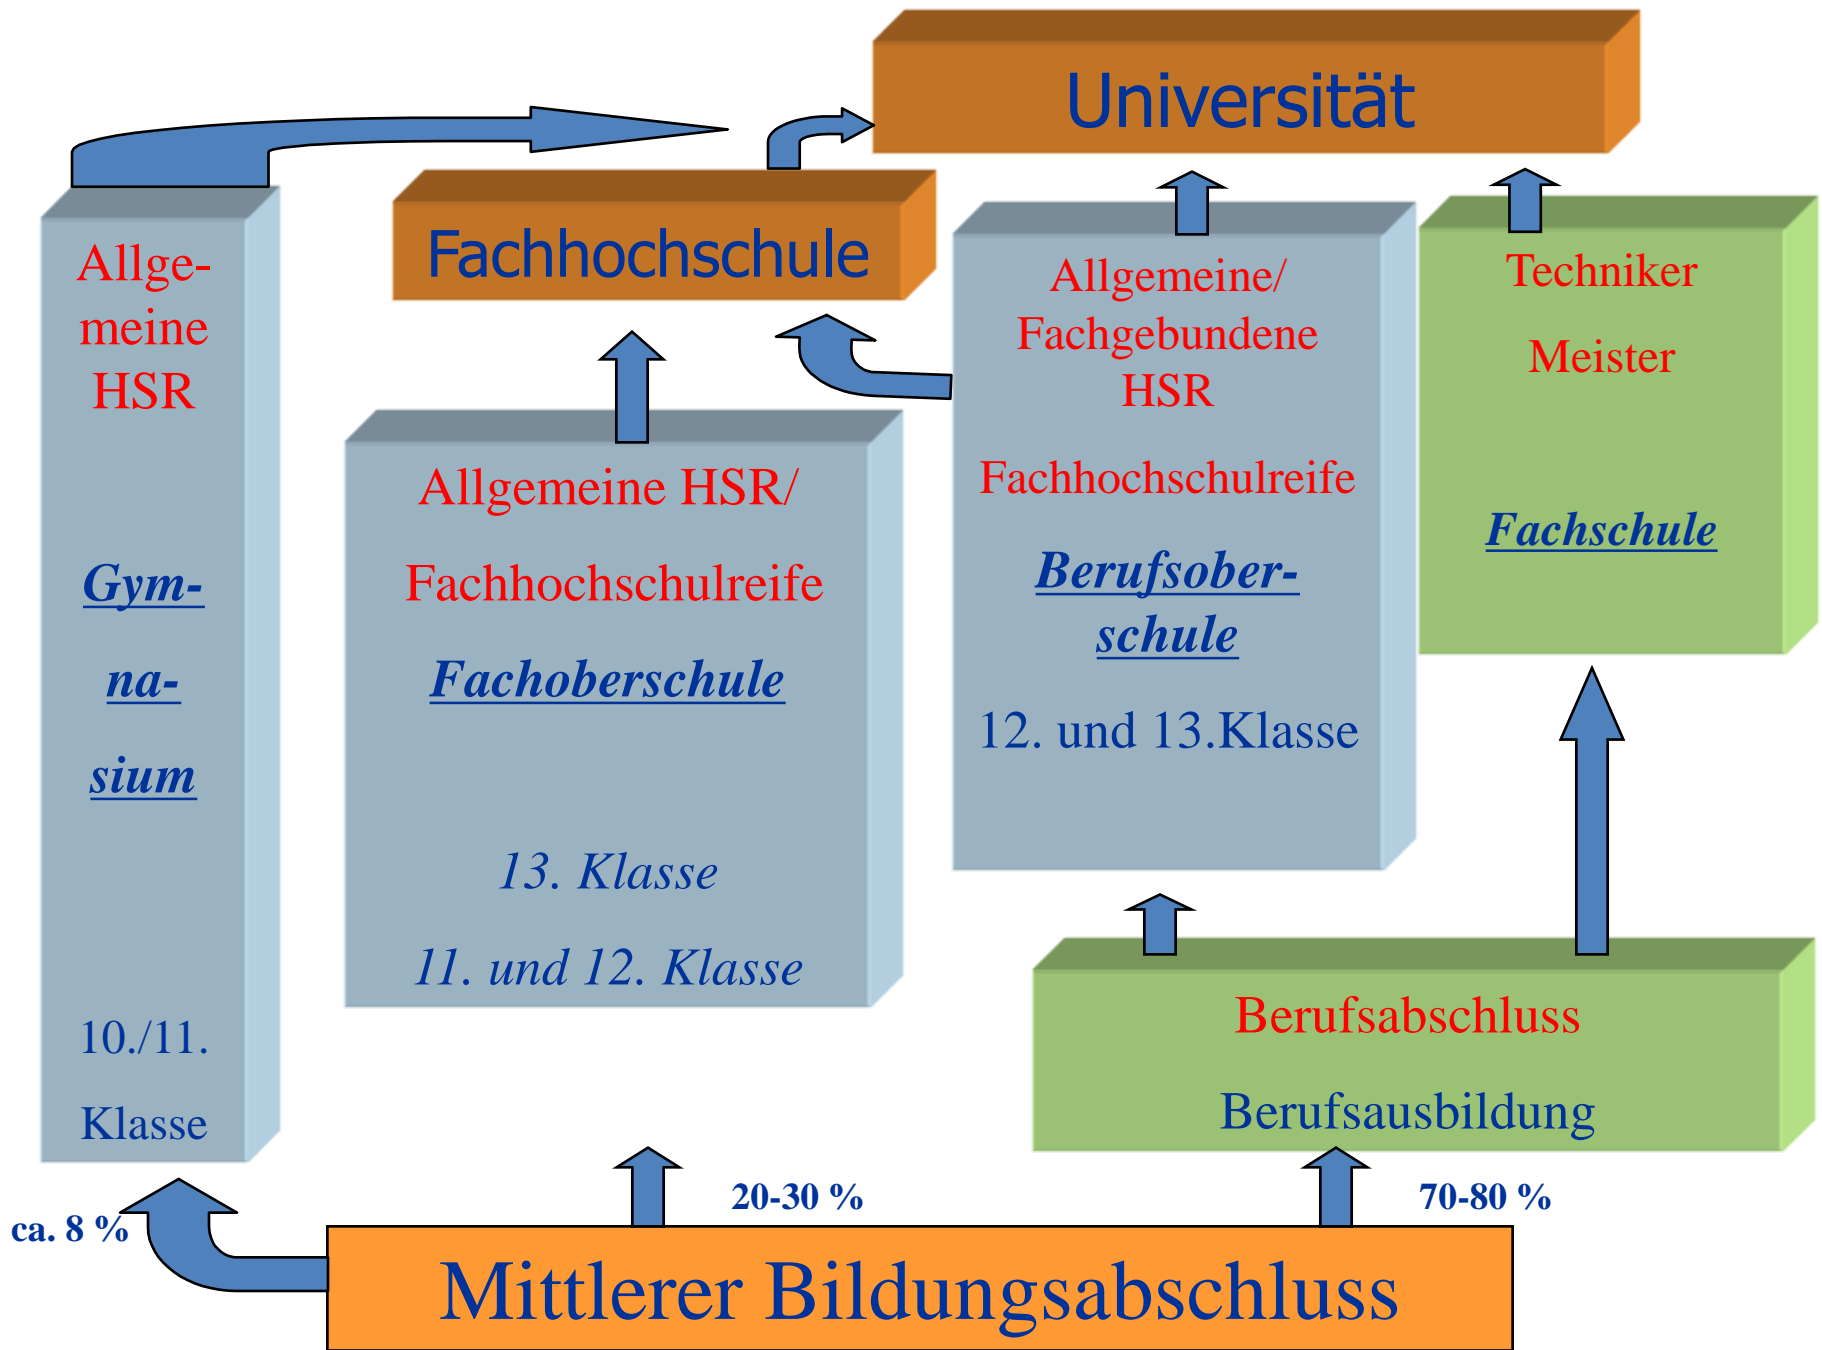 Universität
Fachhochschule
Allge-
meine
HSR
Gym-
na-
sium
10./11.
Klasse
Allgemeine HSR/
Fachhochschulreife
Fachoberschule
13. Klasse
11. und 12. Klasse
Allgemeine/
Fachgebundene
HSR
Fachhochschulreife
Berufsober-
schule
12. und 13.Klasse
Techniker
Meister
Fachschule
Berufsabschluss
Berufsausbildung
ca. 8 %
20-30 %
70-80 %
Mittlerer Bildungsabschluss